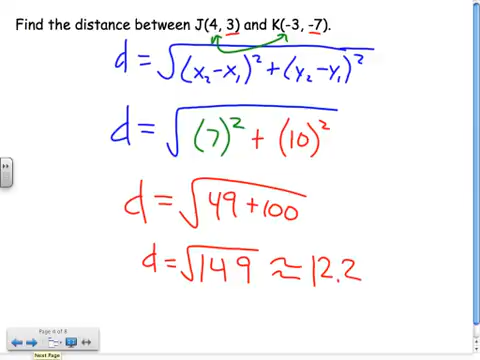 Find the distance between J(4, 3) and K(-3, -7).
d = √(x₂-x₁)² + (y₂-y₁)²
d = √(7)² + (10)²
d = √49+100
d = √149 ≈ 12.2
Page 4 of 8
Next Page